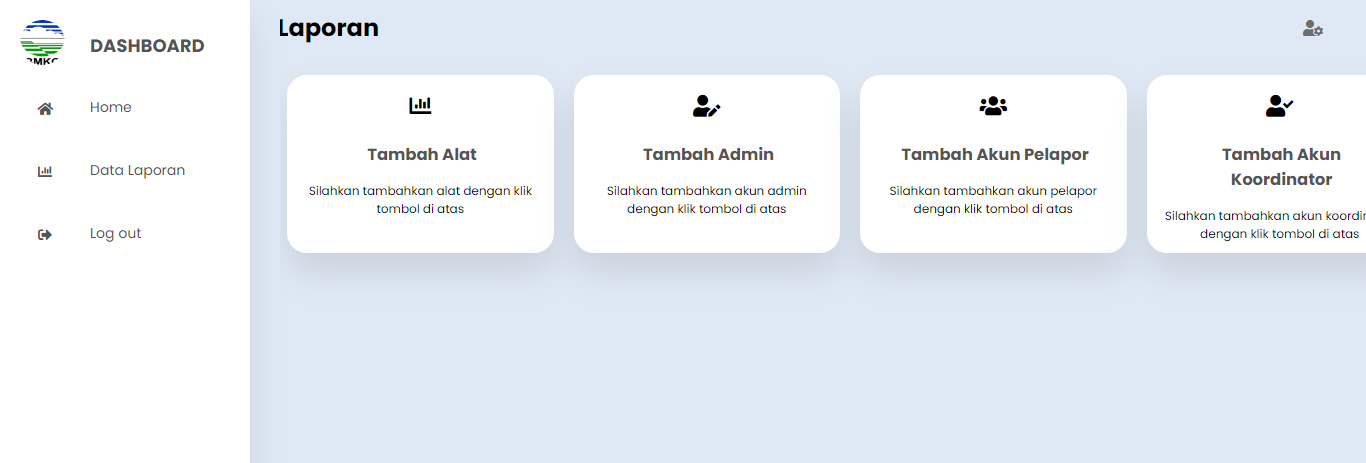 Laporan
DASHBOARD
BMKG
Home
Data Laporan
Log out
Tambah Alat
Silahkan tambahkan alat dengan klik
tombol di atas
Tambah Admin
Silahkan tambahkan akun admin
dengan klik tombol di atas
Tambah Akun Pelapor
Silahkan tambahkan akun pelapor
dengan klik tombol di atas
Tambah Akun
Koordinator
Silahkan tambahkan akun
dengan klik tombol di atas